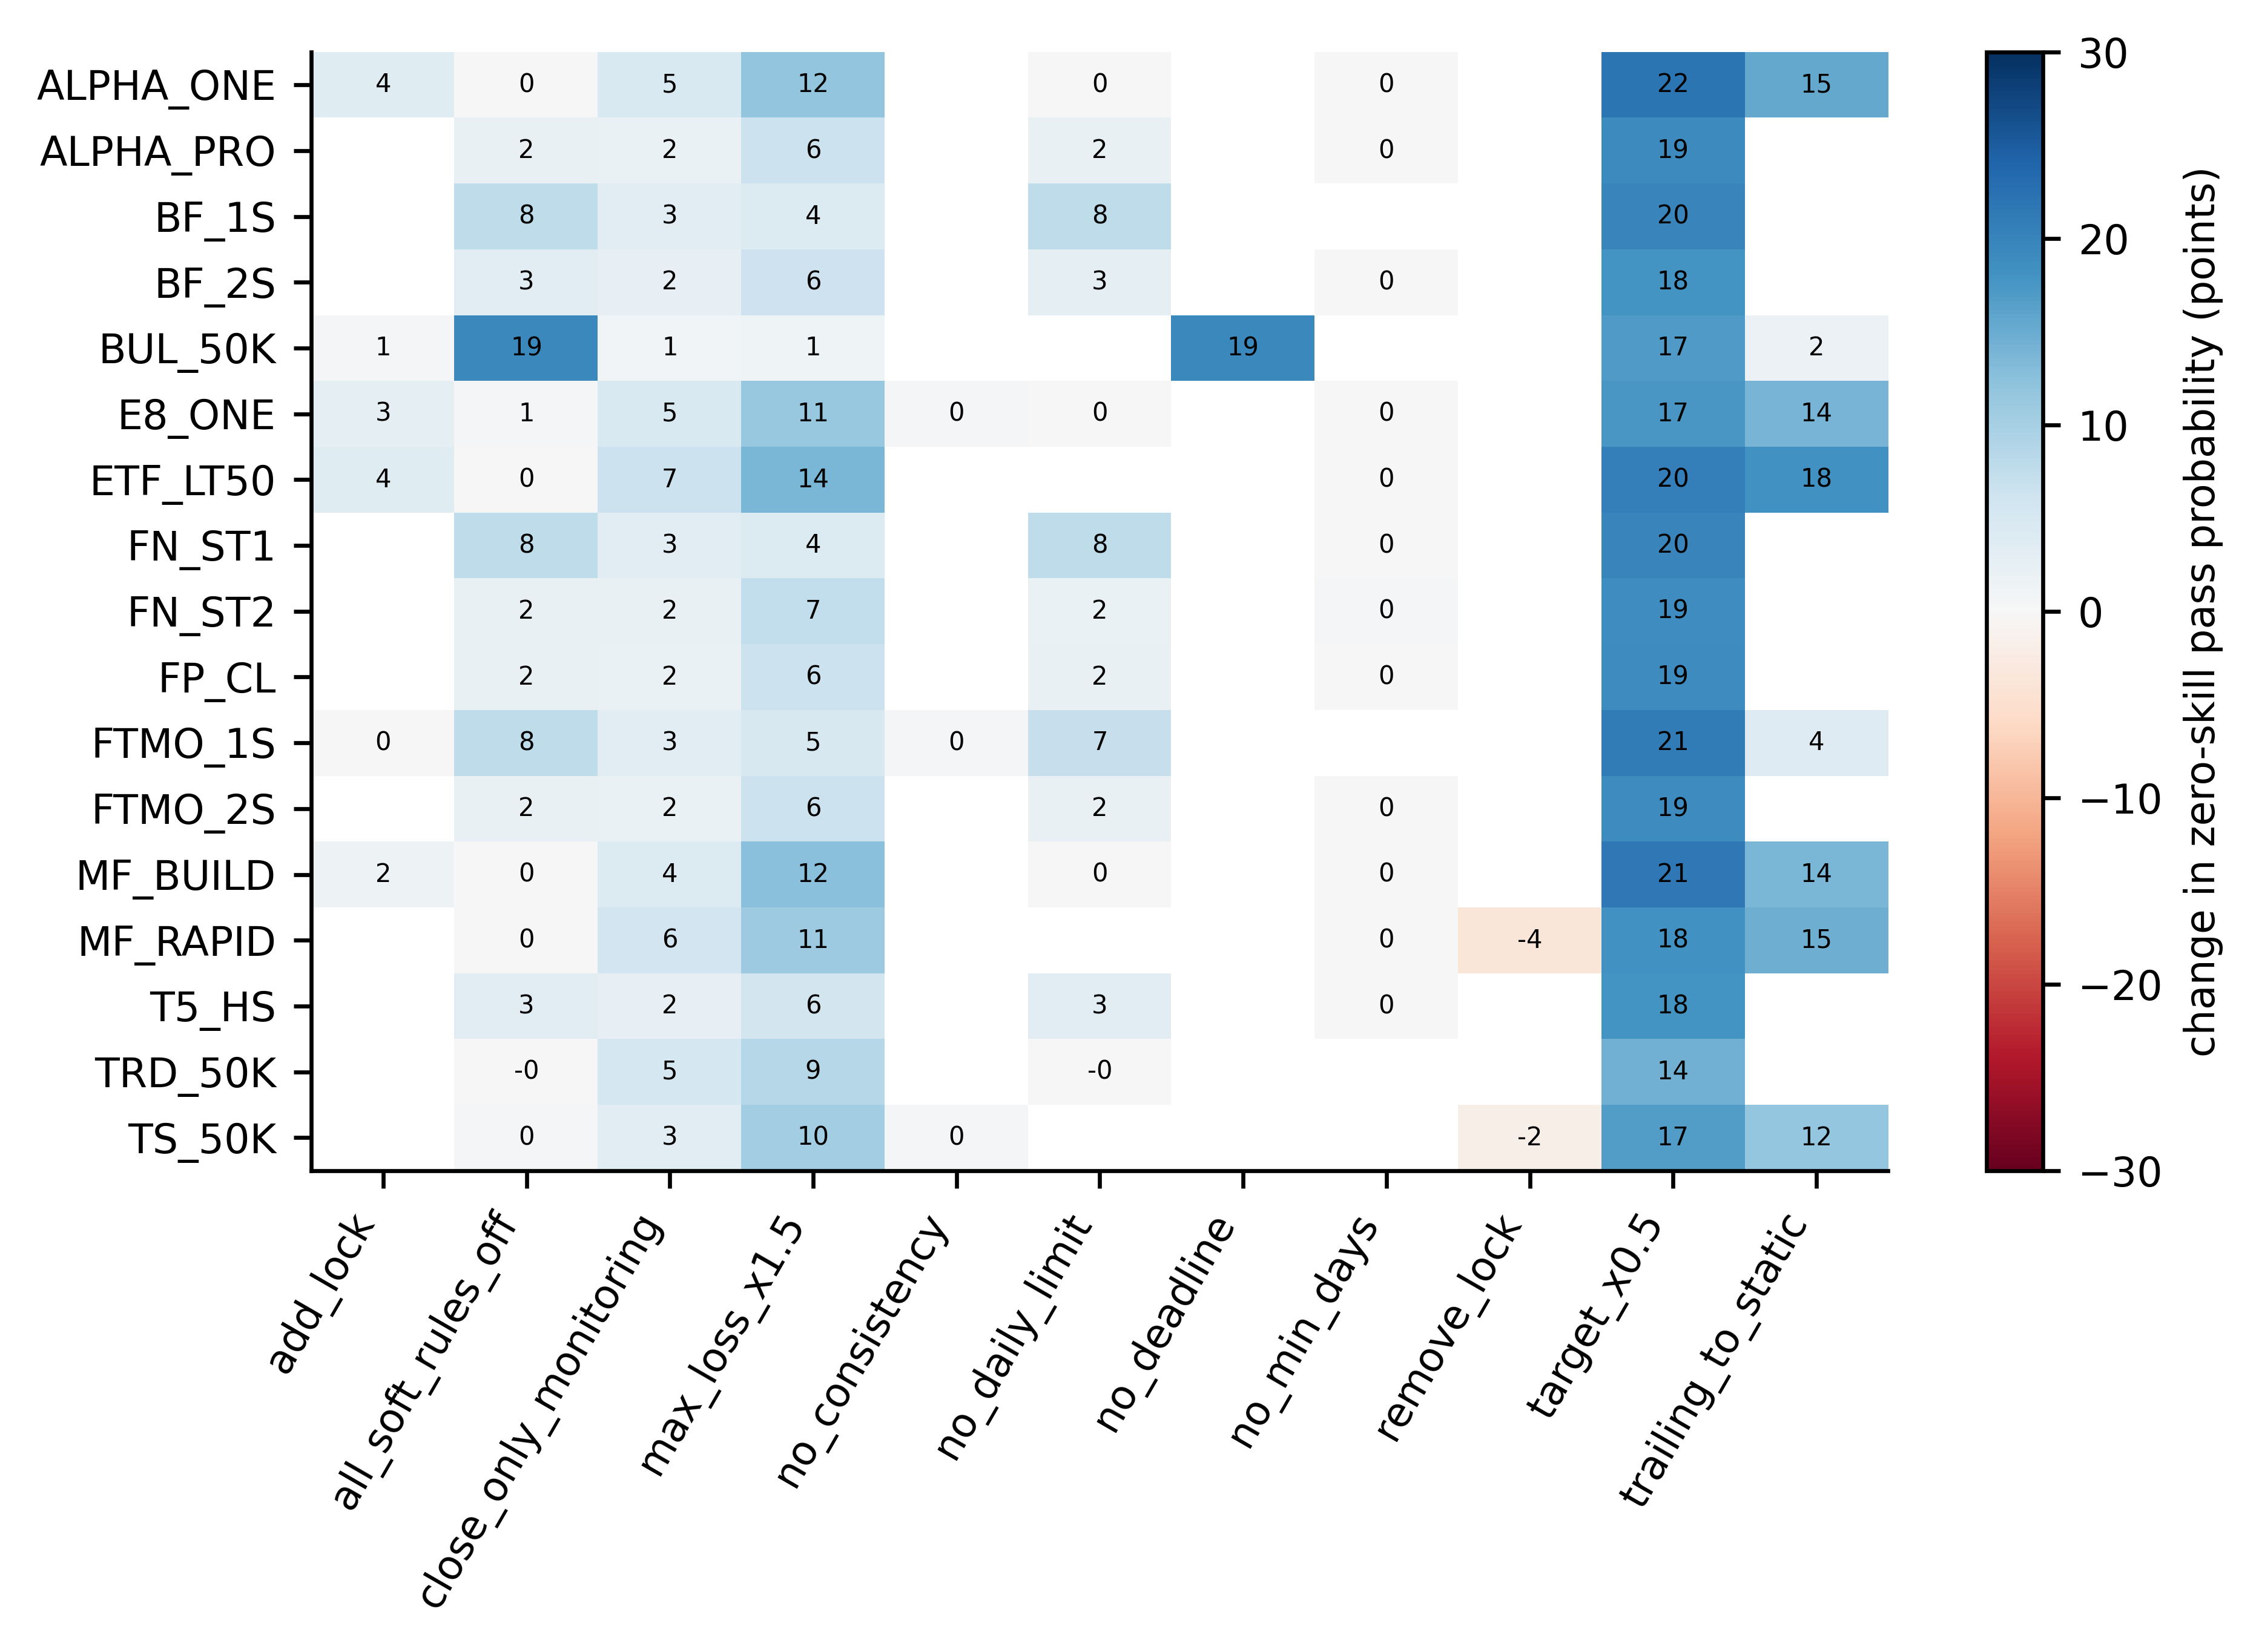 ALPHA_ONE 4 0 5 12 0 0 22 15
ALPHA_PRO 2 2 6 2 0 19
BF_1S 8 3 4 8 20
BF_2S 3 2 6 3 0 18
BUL_50K 1 19 1 1 19 17 2
E8_ONE 3 1 5 11 0 0 0 17 14
ETF_LT50 4 0 7 14 0 20 18
FN_ST1 8 3 4 8 0 20
FN_ST2 2 2 7 2 0 19
FP_CL 2 2 6 2 0 19
FTMO_1S 0 8 3 5 0 7 21 4
FTMO_2S 2 2 6 2 0 19
MF_BUILD 2 0 4 12 0 0 21 14
MF_RAPID 0 6 11 0 -4 18 15
T5_HS 3 2 6 3 0 18
TRD_50K -0 5 9 -0 14
TS_50K 0 3 10 0 -2 17 12
add_lock
all_soft_rules_off
close_only_monitoring
max_loss_x1.5
no_consistency
no_daily_limit
no_deadline
no_min_days
remove_lock
target_x0.5
trailing_to_static
30
20
10
0
−10
−20
−30
change in zero-skill pass probability (points)